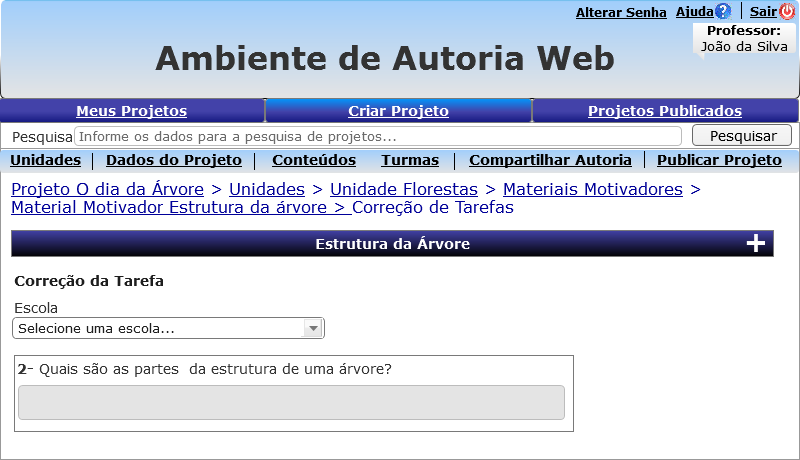 Alterar Senha Ajuda ? Sair
Professor:
João da Silva
Ambiente de Autoria Web
Meus Projetos Criar Projeto Projetos Publicados
Pesquisa Informe os dados para a pesquisa de projetos... Pesquisar
Unidades | Dados do Projeto | Conteúdos Turmas | Compartilhar Autoria | Publicar Projeto
Projeto O dia da Árvore > Unidades > Unidade Florestas > Materiais Motivadores >
Material Motivador Estrutura da árvore > Correção de Tarefas
Estrutura da Árvore +
Correção da Tarefa
Escola
Selecione uma escola...
2- Quais são as partes  da estrutura de uma árvore?